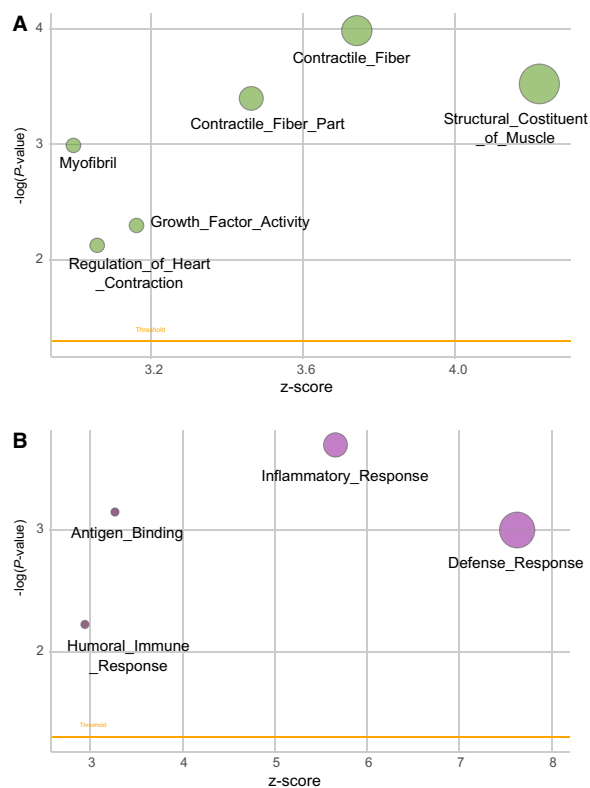 A
4
Contractile_Fiber
Contractile_Fiber_Part
Structural_Costituent
_of_Muscle
3
Myofibril
-log(P-value)
Growth_Factor_Activity
2
Regulation_of_Heart
_Contraction
Threshold
3.2
3.6
4.0
z-score
B
Inflammatory_Response
Antigen_Binding
3
Defense_Response
-log(P-value)
Humoral_Immune
_Response
2
Threshold
3
4
5
6
7
8
z-score